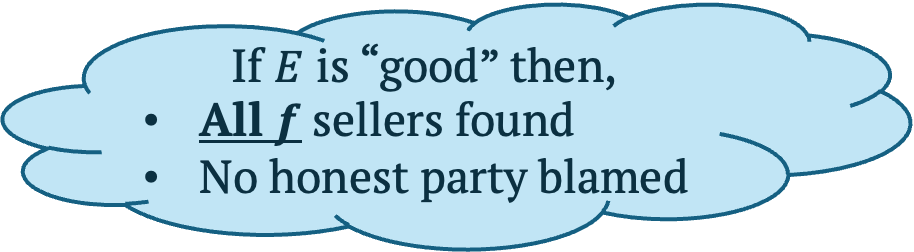 If E is “good” then,
• All f sellers found
• No honest party blamed